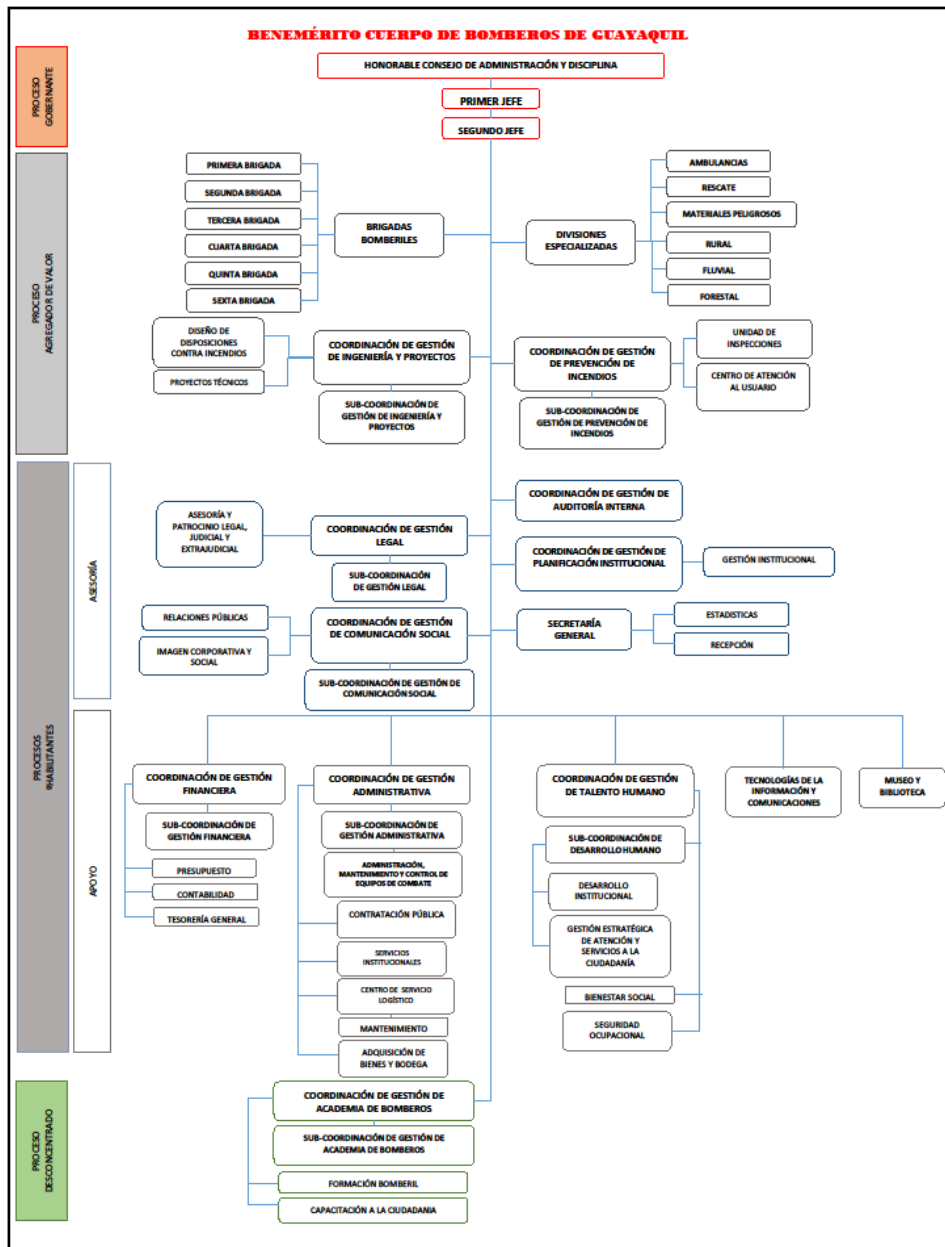 BENEMÉRITO CUERPO DE BOMBEROS DE GUAYAQUIL
PROCESO
GOBERNANTE
HONORABLE CONSEJO DE ADMINISTRACIÓN Y DISCIPLINA
PRIMER JEFE
SEGUNDO JEFE
PROCESO
AGREGADOR DE VALOR
PRIMERA BRIGADA
SEGUNDA BRIGADA
TERCERA BRIGADA
CUARTA BRIGADA
QUINTA BRIGADA
SEXTA BRIGADA
BRIGADAS
BOMBERILES
DIVISIONES
ESPECIALIZADAS
AMBULANCIAS
RESCATE
MATERIALES PELIGROSOS
RURAL
FLUVIAL
FORESTAL
DISEÑO DE
DISPOSICIONES
CONTRA INCENDIOS
PROYECTOS TÉCNICOS
COORDINACIÓN DE GESTIÓN
DE INGENIERÍA Y PROYECTOS
SUB-COORDINACIÓN DE
GESTIÓN DE INGENIERÍA Y
PROYECTOS
COORDINACIÓN DE GESTIÓN
DE PREVENCIÓN DE
INCENDIOS
SUB-COORDINACIÓN DE
GESTIÓN DE PREVENCIÓN DE
INCENDIOS
UNIDAD DE
INSPECCIONES
CENTRO DE ATENCIÓN
AL USUARIO
PROCESOS
HABILITANTES
ASESORÍA
ASESORÍA Y
PATROCINIO LEGAL,
JUDICIAL Y
EXTRAJUDICIAL
COORDINACIÓN DE GESTIÓN
LEGAL
SUB-COORDINACIÓN
DE GESTIÓN LEGAL
RELACIONES PÚBLICAS
IMAGEN CORPORATIVA Y
SOCIAL
COORDINACIÓN DE GESTIÓN
DE COMUNICACIÓN SOCIAL
SUB-COORDINACIÓN DE GESTIÓN DE
COMUNICACIÓN SOCIAL
COORDINACIÓN DE GESTIÓN DE
AUDITORÍA INTERNA
COORDINACIÓN DE GESTIÓN DE
PLANIFICACIÓN INSTITUCIONAL
GESTIÓN INSTITUCIONAL
SECRETARÍA
GENERAL
ESTADISTICAS
RECEPCIÓN
APOYO
COORDINACIÓN DE GESTIÓN
FINANCIERA
SUB-COORDINACIÓN DE
GESTIÓN FINANCIERA
PRESUPUESTO
CONTABILIDAD
TESORERÍA GENERAL
COORDINACIÓN DE GESTIÓN
ADMINISTRATIVA
SUB-COORDINACIÓN DE
GESTIÓN ADMINISTRATIVA
ADMINISTRACIÓN,
MANTENIMIENTO Y CONTROL DE
EQUIPOS DE COMBATE
CONTRATACIÓN PÚBLICA
SERVICIOS
INSTITUCIONALES
CENTRO DE SERVICIO
LOGÍSTICO
MANTENIMIENTO
ADQUISICIÓN DE
BIENES Y BODEGA
COORDINACIÓN DE GESTIÓN
DE TALENTO HUMANO
SUB-COORDINACIÓN DE
DESARROLLO HUMANO
DESARROLLO
INSTITUCIONAL
GESTIÓN ESTRATÉGICA
DE ATENCIÓN Y
SERVICIOS A LA
CIUDADANÍA
BIENESTAR SOCIAL
SEGURIDAD
OCUPACIONAL
TECNOLOGÍAS DE LA
INFORMACIÓN Y
COMUNICACIONES
MUSEO Y
BIBLIOTECA
PROCESO
DESCONCENTRADO
COORDINACIÓN DE GESTIÓN DE
ACADEMIA DE BOMBEROS
SUB-COORDINACIÓN DE GESTIÓN DE
ACADEMIA DE BOMBEROS
FORMACIÓN BOMBERIL
CAPACITACIÓN A LA CIUDADANIA